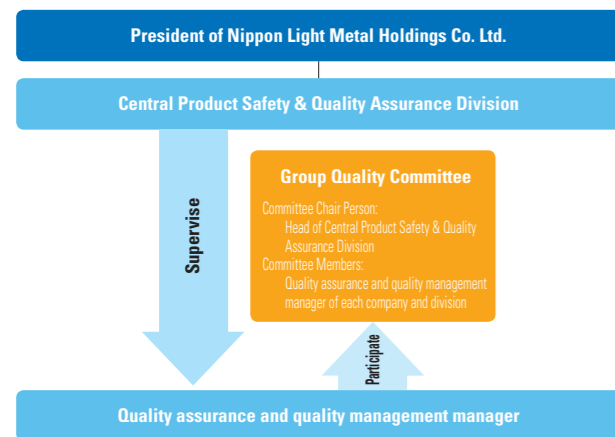 President of Nippon Light Metal Holdings Co. Ltd.
Central Product Safety & Quality Assurance Division
Supervise
Group Quality Committee
Committee Chair Person:
Head of Central Product Safety & Quality
Assurance Division
Committee Members:
Quality assurance and quality management
manager of each company and division
Participate
Quality assurance and quality management manager